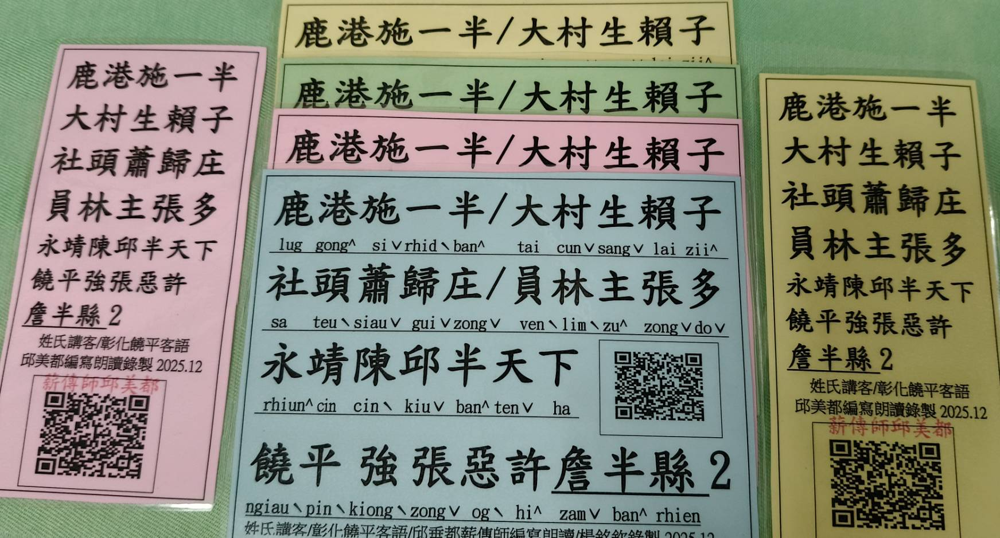 鹿港施一半
大村生賴子
社頭蕭歸庄
員林主張多
永靖陳邱半天下
饒平強張惡許
詹半縣2
姓氏講客/彰化饒平客語
邱美都編寫朗讀錄製 2025.12
薪傳師邱美都
鹿港施一半/大村生賴子
lai zii^
鹿港施一半/大村生賴子
鹿港施一半/大村生賴子
鹿港施一半/大村生賴子
lug gong^ si∨rhid﹨ban^ tai cun∨sang∨ lai zii^
社頭蕭歸庄/員林主張多
sa teu﹨siau∨ gui∨zong∨ ven﹨lim﹨zu^ zong∨do∨
永靖陳邱半天下
rhiun^cin cin﹨ kiu∨ ban^ten∨ ha
饒平 強張惡許詹半縣2
ngiau﹨pin﹨kiong﹨zong∨ og﹨ hi^ zam∨ ban^ rhien
姓氏講客/彰化饒平客語/邱垂都薪傳師編寫朗讀/楊銘欽錄製 2025.12
鹿港施一半
大村生賴子
社頭蕭歸庄
員林主張多
永靖陳邱半天下
饒平強張惡許
詹半縣2
姓氏講客/彰化饒平客語
邱美都編寫朗讀錄製 2025.12
薪傳師邱美都